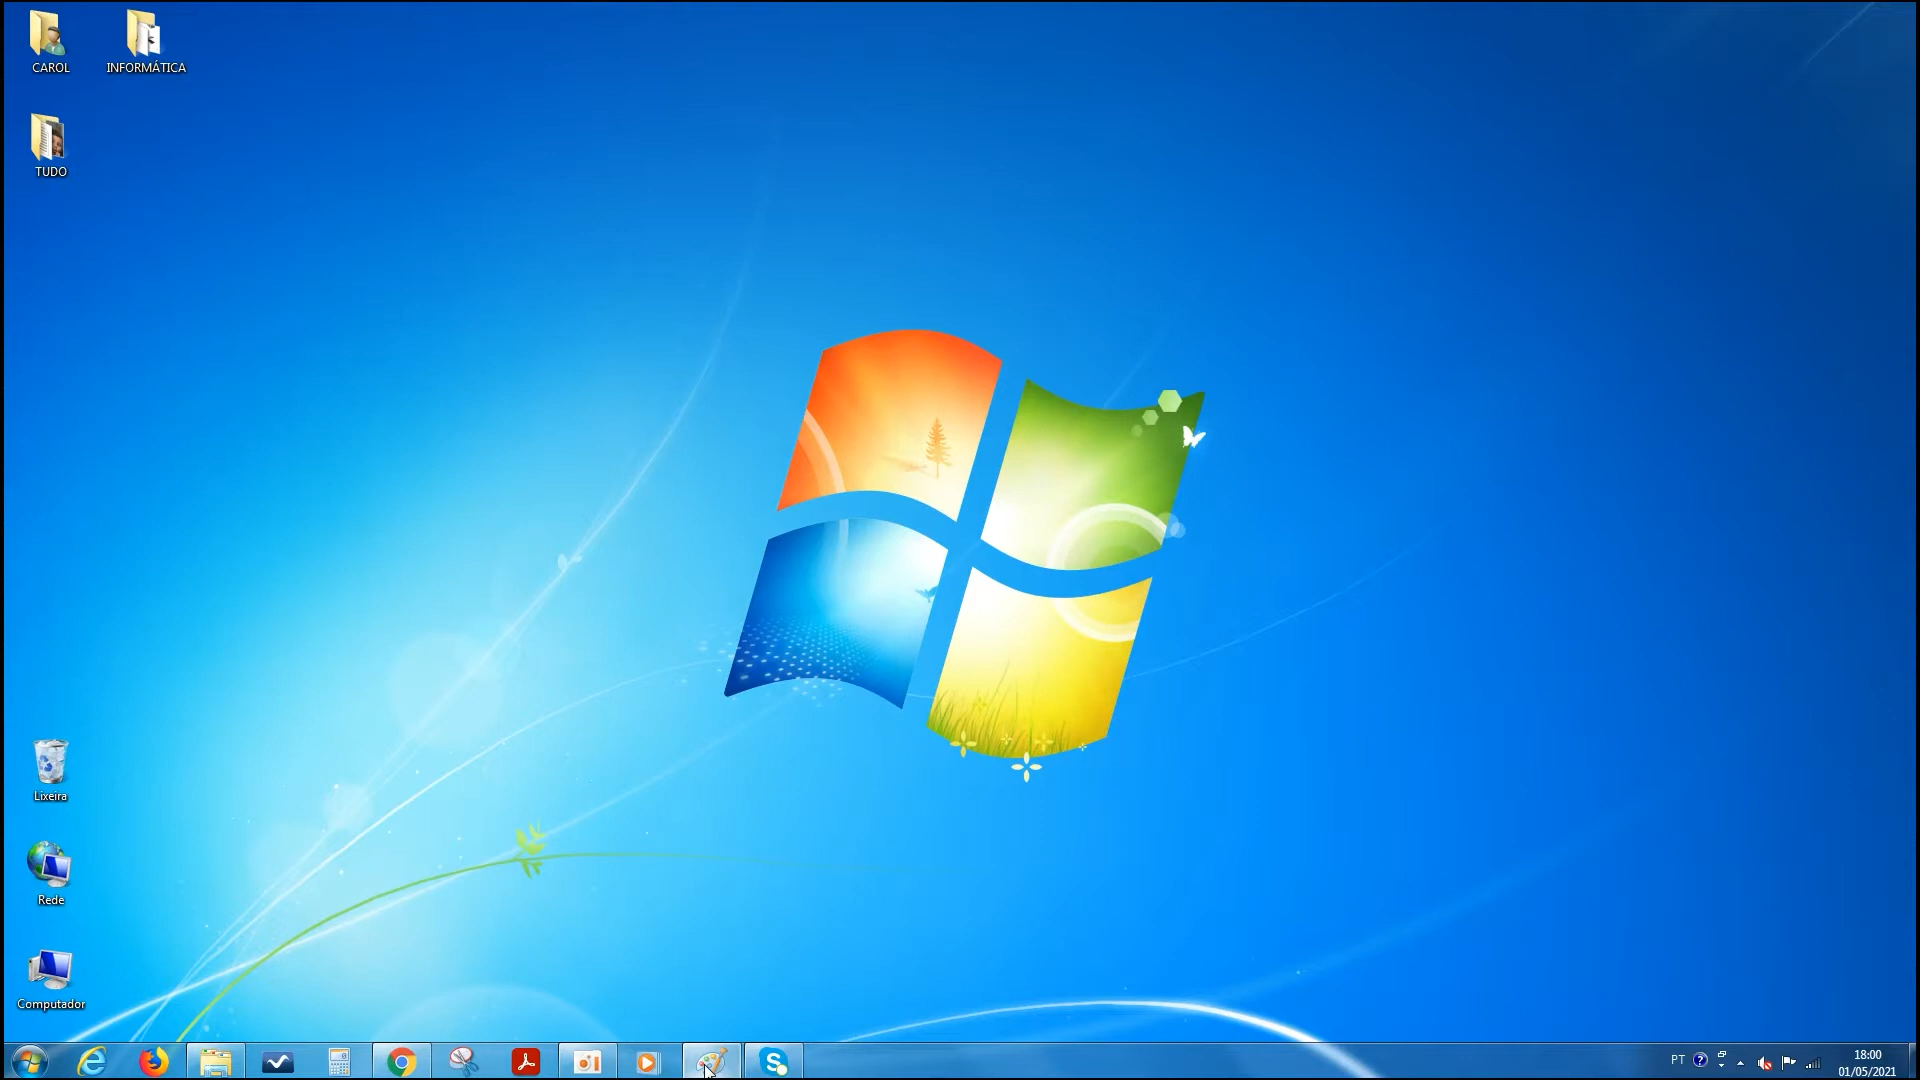 CAROL
INFORMÁTICA
TUDO
Lixeira
Rede
Computador
PT
18:00
01/05/2021